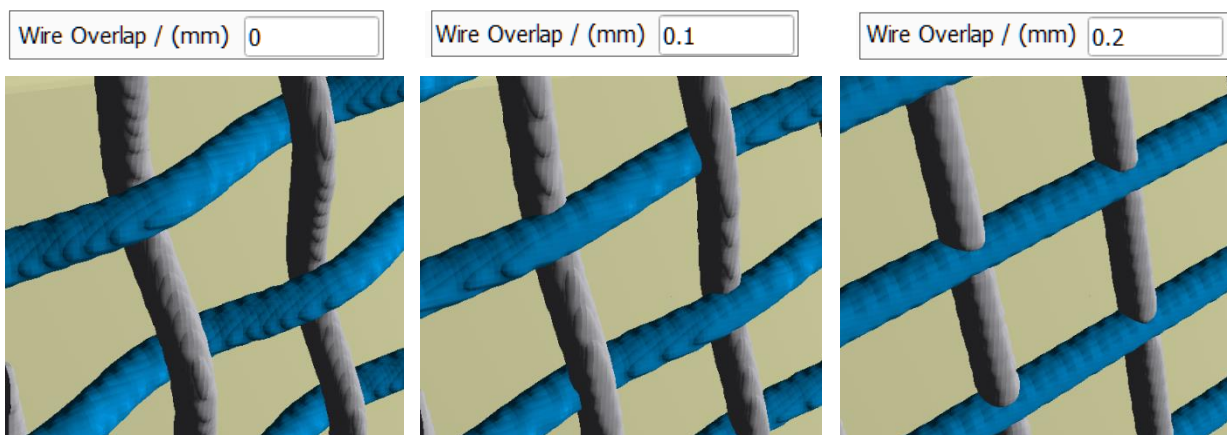 Wire Overlap / (mm) 0
Wire Overlap / (mm) 0.1
Wire Overlap / (mm) 0.2